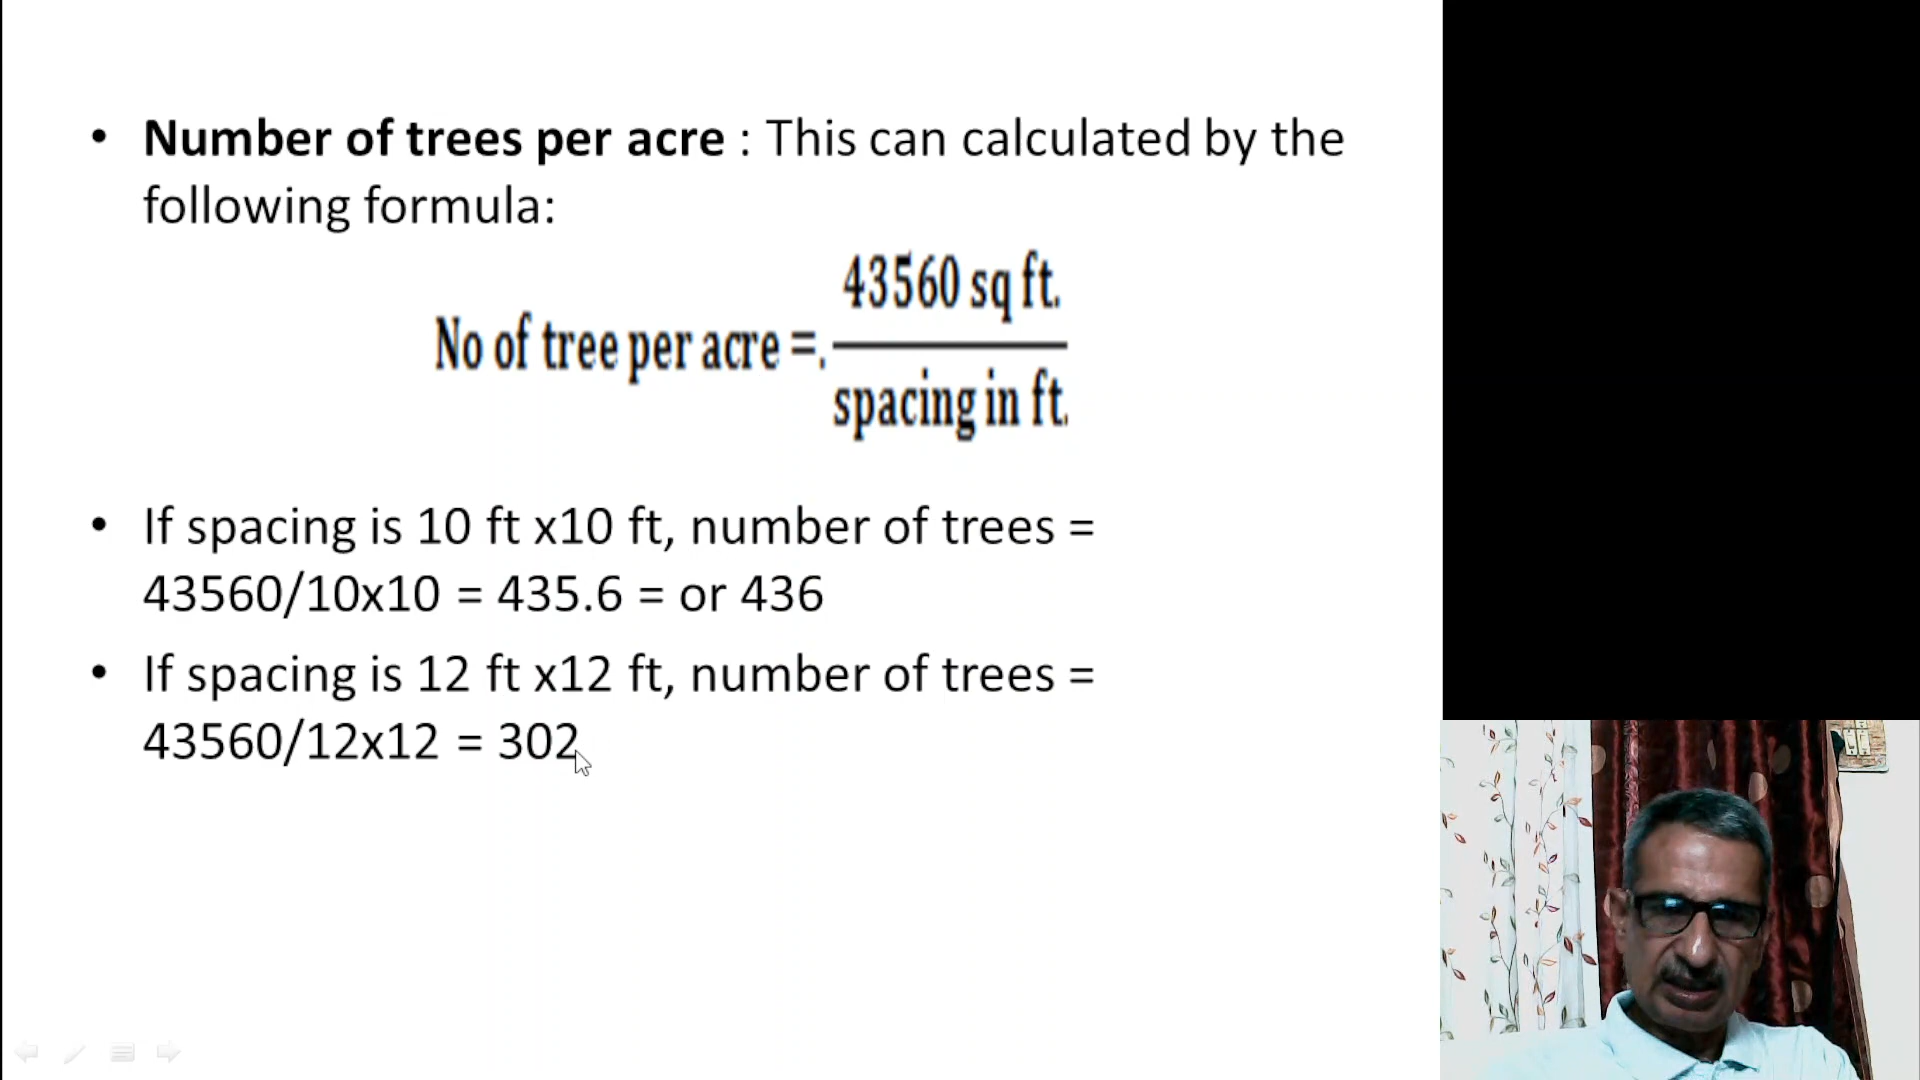 • Number of trees per acre : This can calculated by the
following formula:
43560 sq ft.
No of tree per acre =.
spacing in ft.
• If spacing is 10 ft x10 ft, number of trees =
43560/10x10 = 435.6 = or 436
• If spacing is 12 ft x12 ft, number of trees =
43560/12x12 = 302